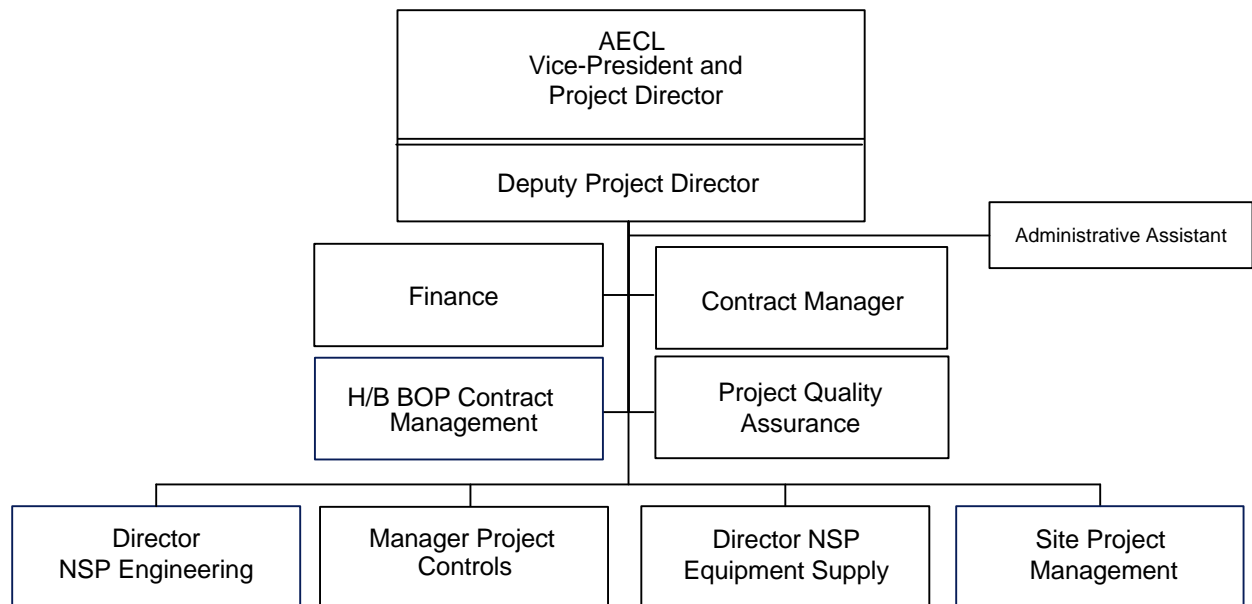 AECL
Vice-President and
Project Director
Deputy Project Director
Administrative Assistant
Finance
Contract Manager
H/B BOP Contract
Management
Project Quality
Assurance
Director
NSP Engineering
Manager Project
Controls
Director NSP
Equipment Supply
Site Project
Management